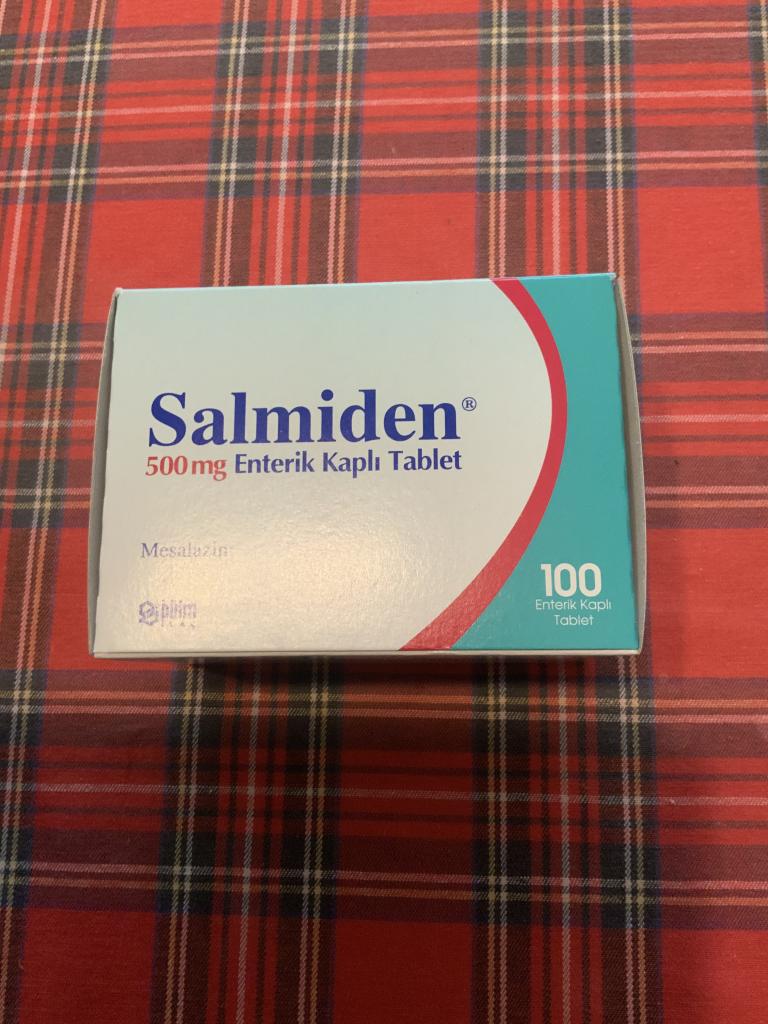 Salmiden®
500 mg Enterik Kaplı Tablet
Mesalazin
100
Enterik Kaplı
Tablet